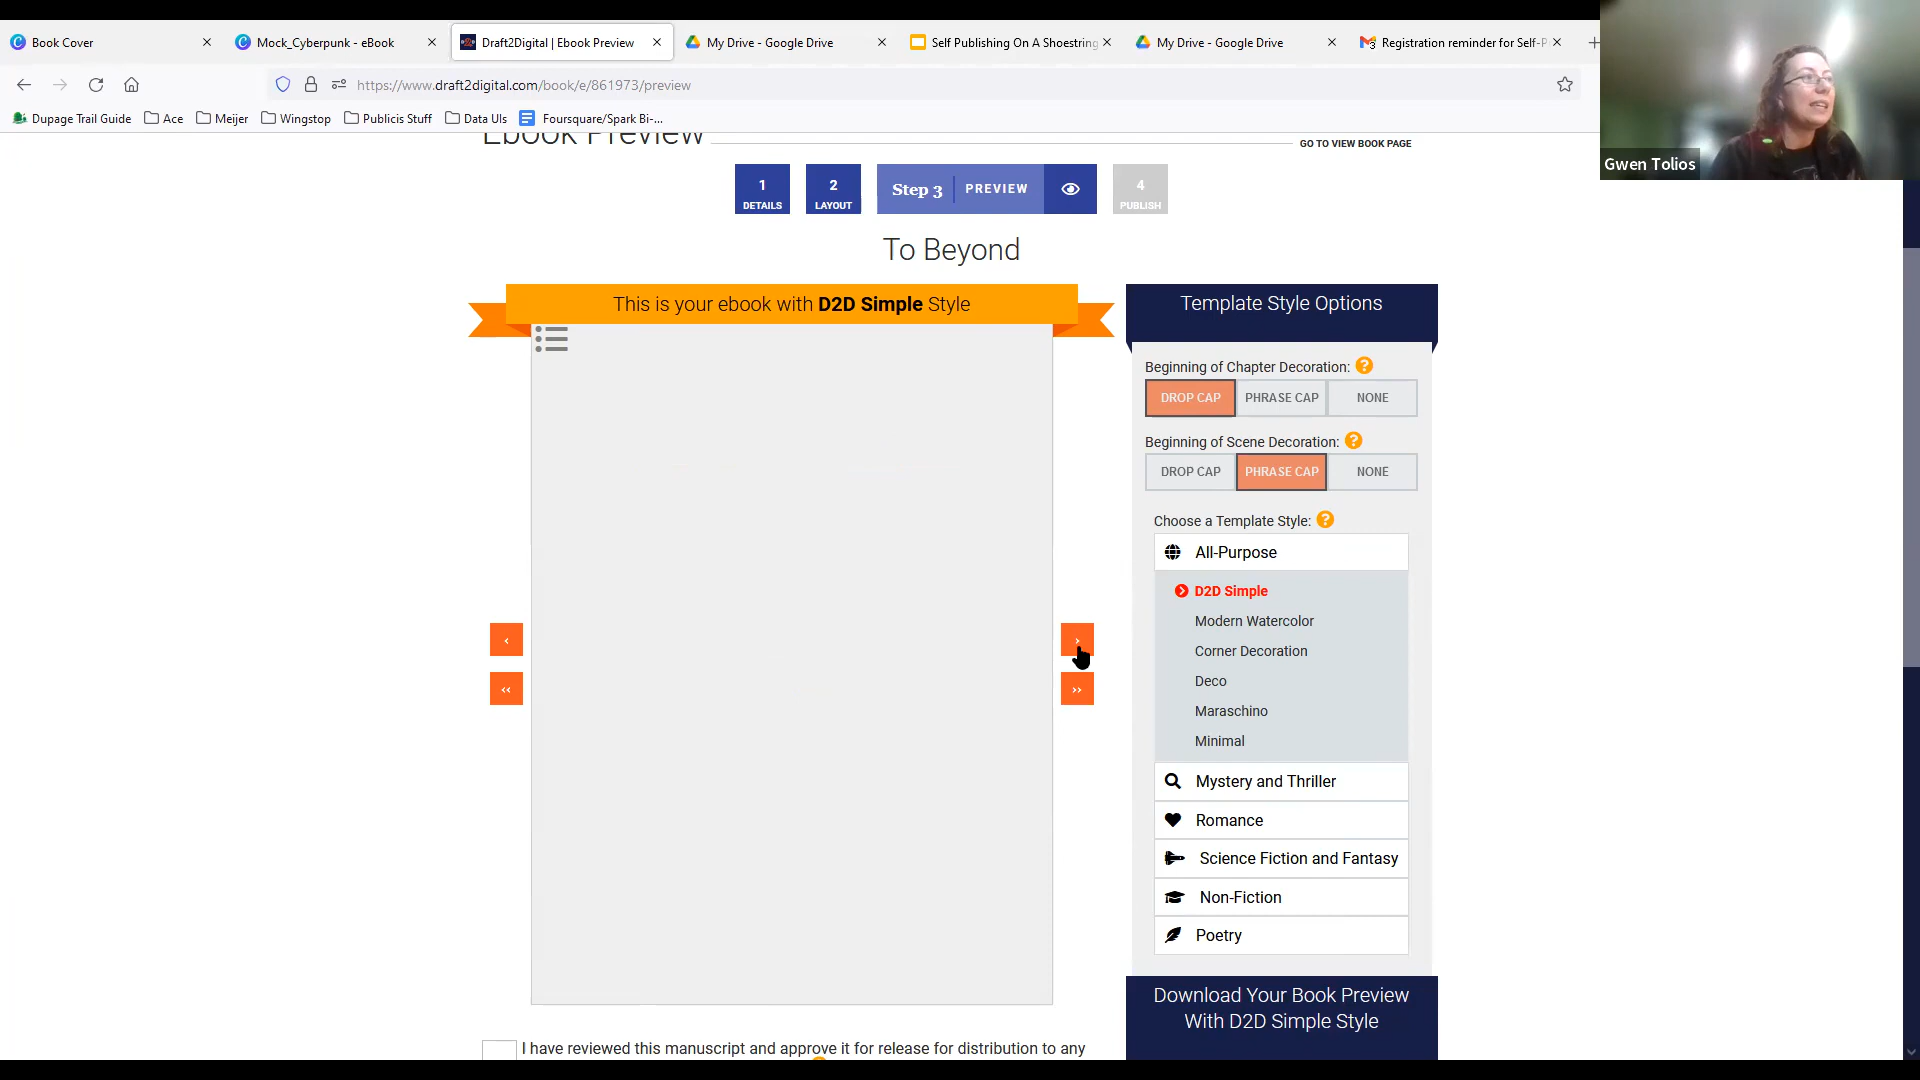 Book Cover
Mock_Cyberpunk - eBook
Draft2Digital | Ebook Preview
My Drive - Google Drive
Self Publishing On A Shoestring
My Drive - Google Drive
Registration reminder for Self-P
https://www.draft2digital.com/book/e/861973/preview
Dupage Trail Guide
Ace
Meijer
Wingstop
Publicis Stuff
Data UIs
Foursquare/Spark Bi-...
Gwen Tolios
Ebook Preview
GO TO VIEW BOOK PAGE
1
DETAILS
2
LAYOUT
Step 3
PREVIEW
4
PUBLISH
To Beyond
This is your ebook with D2D Simple Style
Template Style Options
Beginning of Chapter Decoration:
DROP CAP
PHRASE CAP
NONE
Beginning of Scene Decoration:
DROP CAP
PHRASE CAP
NONE
Choose a Template Style:
All-Purpose
D2D Simple
Modern Watercolor
Corner Decoration
Deco
Maraschino
Minimal
Mystery and Thriller
Romance
Science Fiction and Fantasy
Non-Fiction
Poetry
Download Your Book Preview
With D2D Simple Style
I have reviewed this manuscript and approve it for release for distribution to any